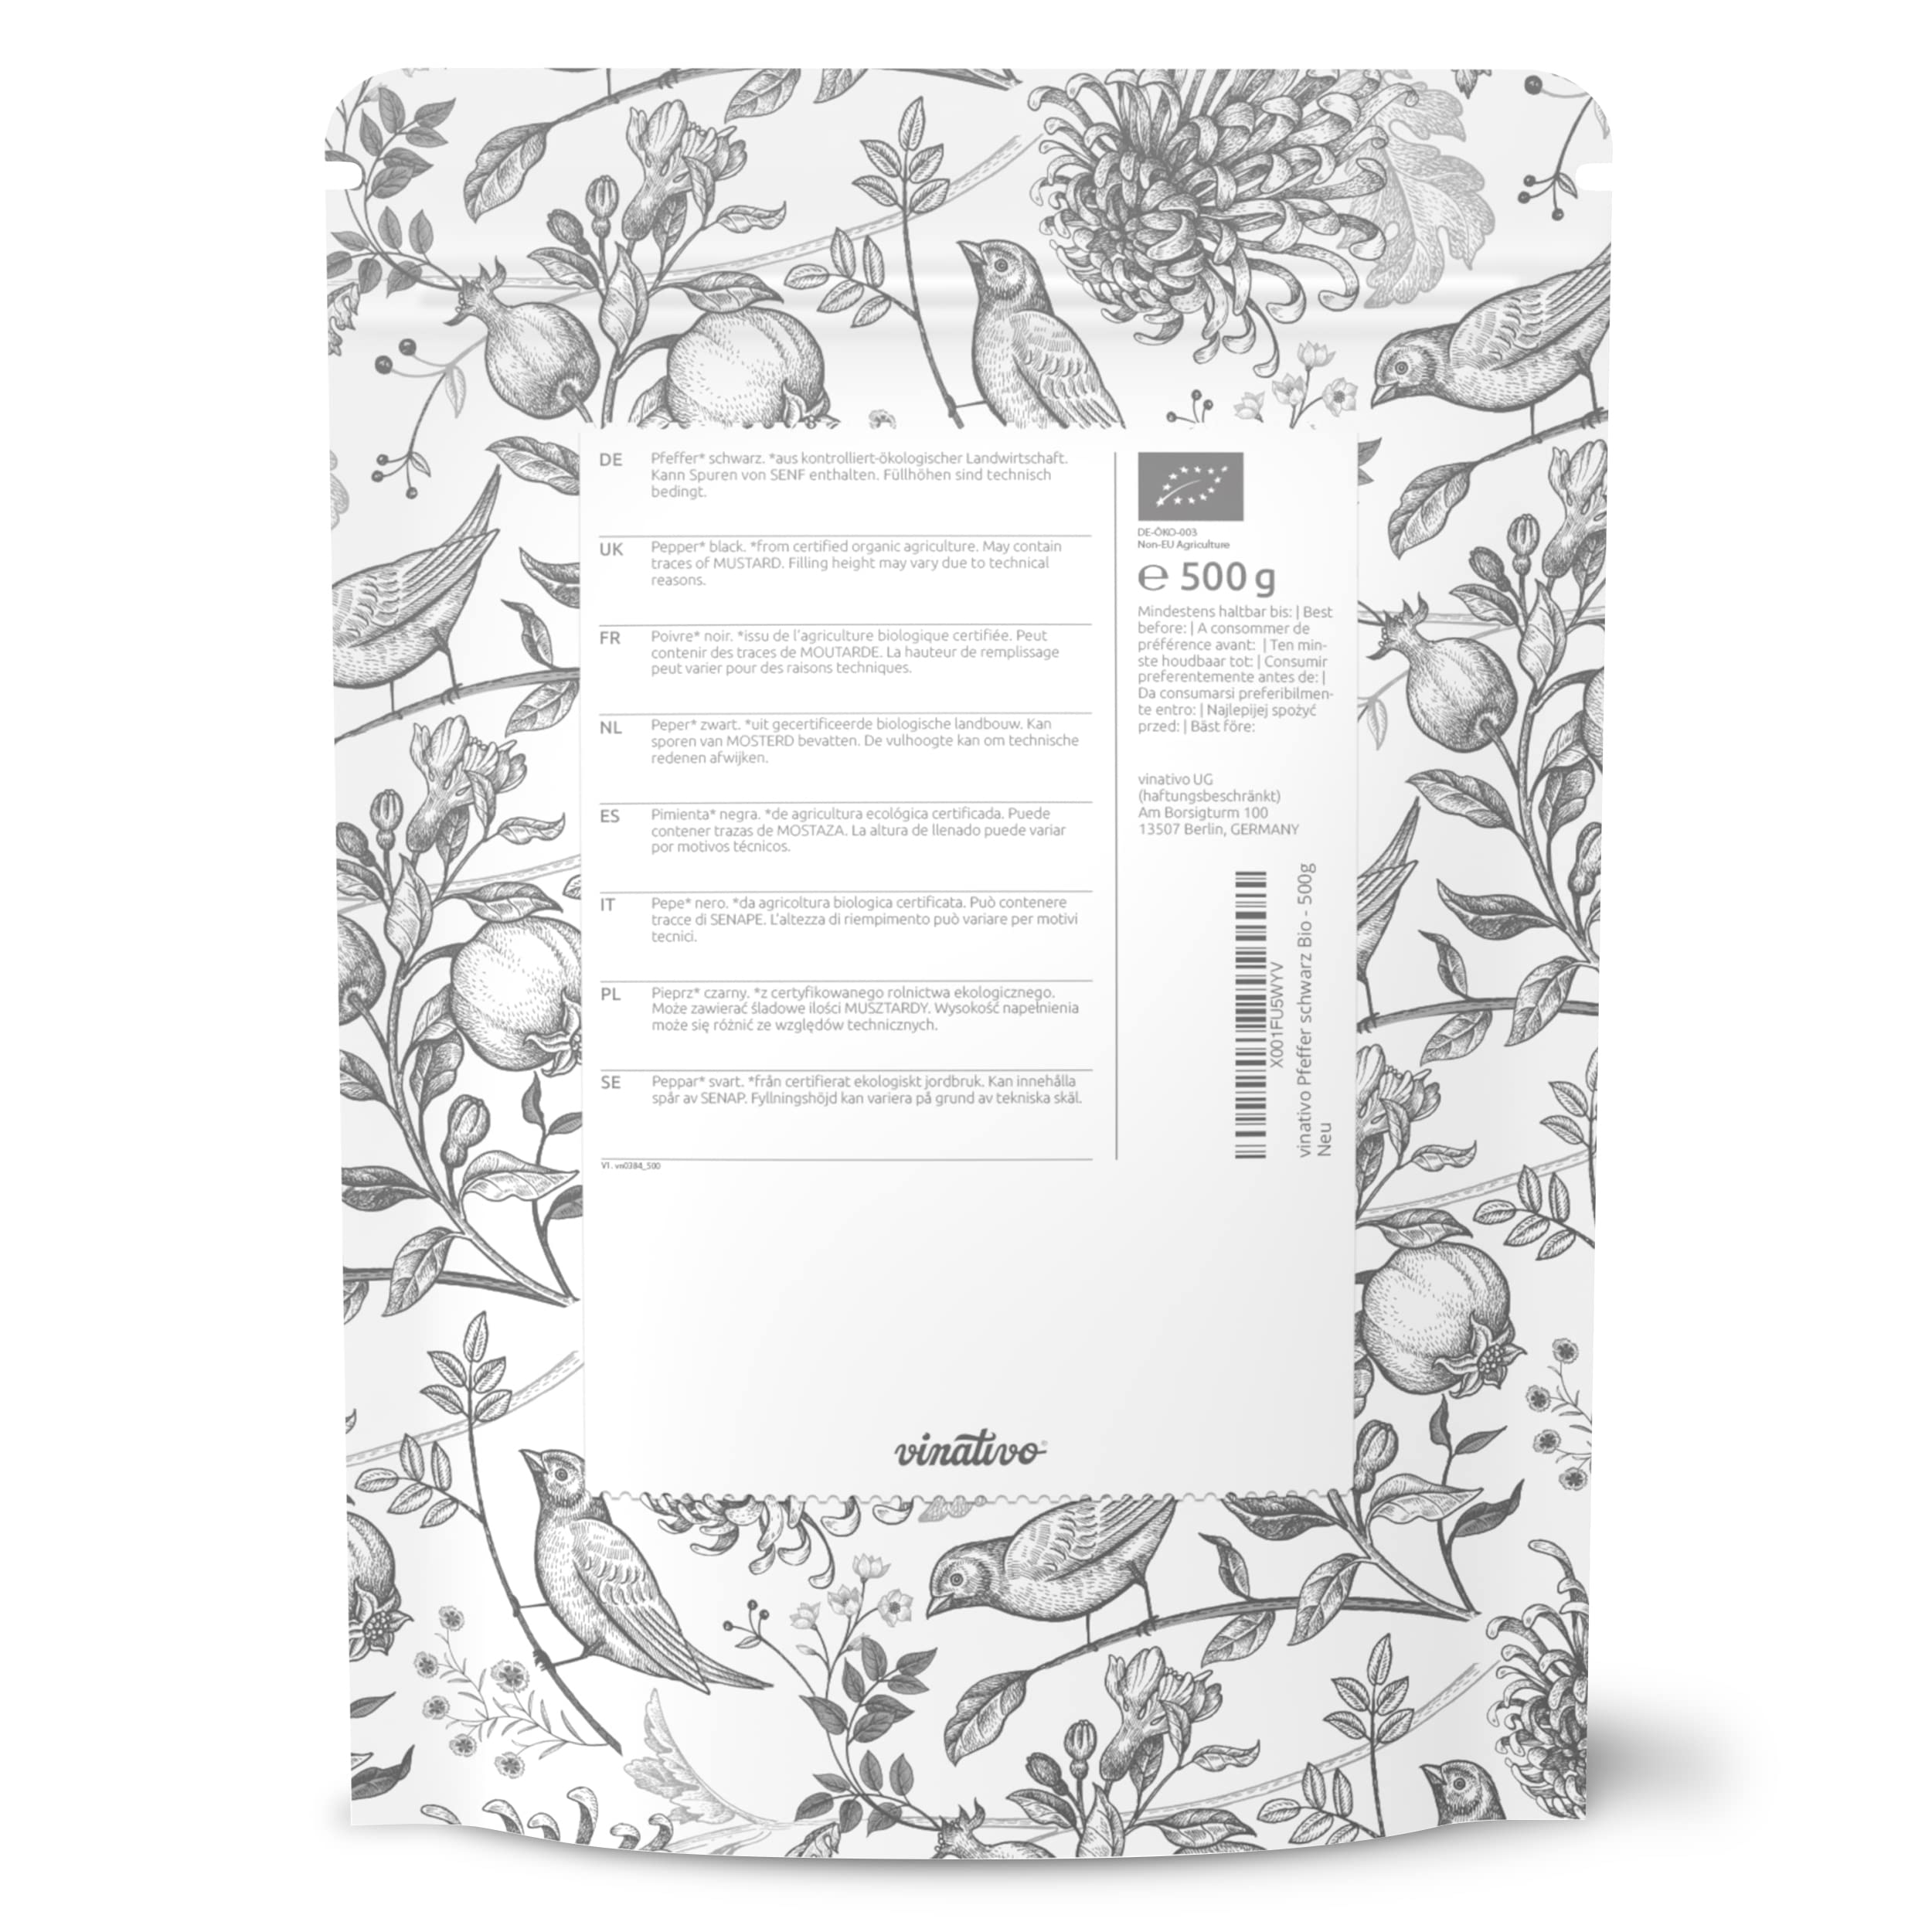 DE
Pfeffer* schwarz. *aus kontrolliert-ökologischer Landwirtschaft.
Kann Spuren von SENF enthalten. Füllhöhen sind technisch
bedingt.
UK
Pepper* black. *from certified organic agriculture. May contain
traces of MUSTARD. Filling height may vary due to technical
reasons.
FR
Poivre* noir. *issu de l'agriculture biologique certifiée. Peut
contenir des traces de MOUTARDE. La hauteur de remplissage
peut varier pour des raisons techniques.
NL
Peper* zwart. *uit gecertificeerde biologische landbouw. Kan
sporen van MOSTERD bevatten. De vulhoogte kan om technische
redenen afwijken.
ES
Pimienta* negra. *de agricultura ecológica certificada. Puede
contener trazas de MOSTAZA. La altura de llenado puede variar
por motivos técnicos.
IT
Pepe* nero. *da agricoltura biologica certificata. Può contenere
tracce di SENAPE. L'altezza di riempimento può variare per motivi
tecnici.
PL
Pieprz* czarny. *z certyfikowanego rolnictwa ekologicznego.
Może zawierać śladowe ilości MUSZTARDY. Wysokość napełnienia
może się różnić ze względów technicznych.
SE
Peppar* svart. *från certifierat ekologiskt jordbruk. Kan innehålla
spår av SENAP. Fyllningshöjd kan variera på grund av tekniska skäl.
V1. vn0384_500
DE-ÖKO-003
Non-EU Agriculture
℮ 500 g
Mindestens haltbar bis: | Best
before: | A consommer de
préférence avant: | Ten min-
ste houdbaar tot: | Consumir
preferentemente antes de: |
Da consumarsi preferibilmen-
te entro: | Najlepijej spożyć
przed: | Bäst före:
vinativo UG
(haftungsbeschränkt)
Am Borsigturm 100
13507 Berlin, GERMANY
X001FU5WYV
vinativo Pfeffer schwarz Bio - 500g
Neu
vinativo®